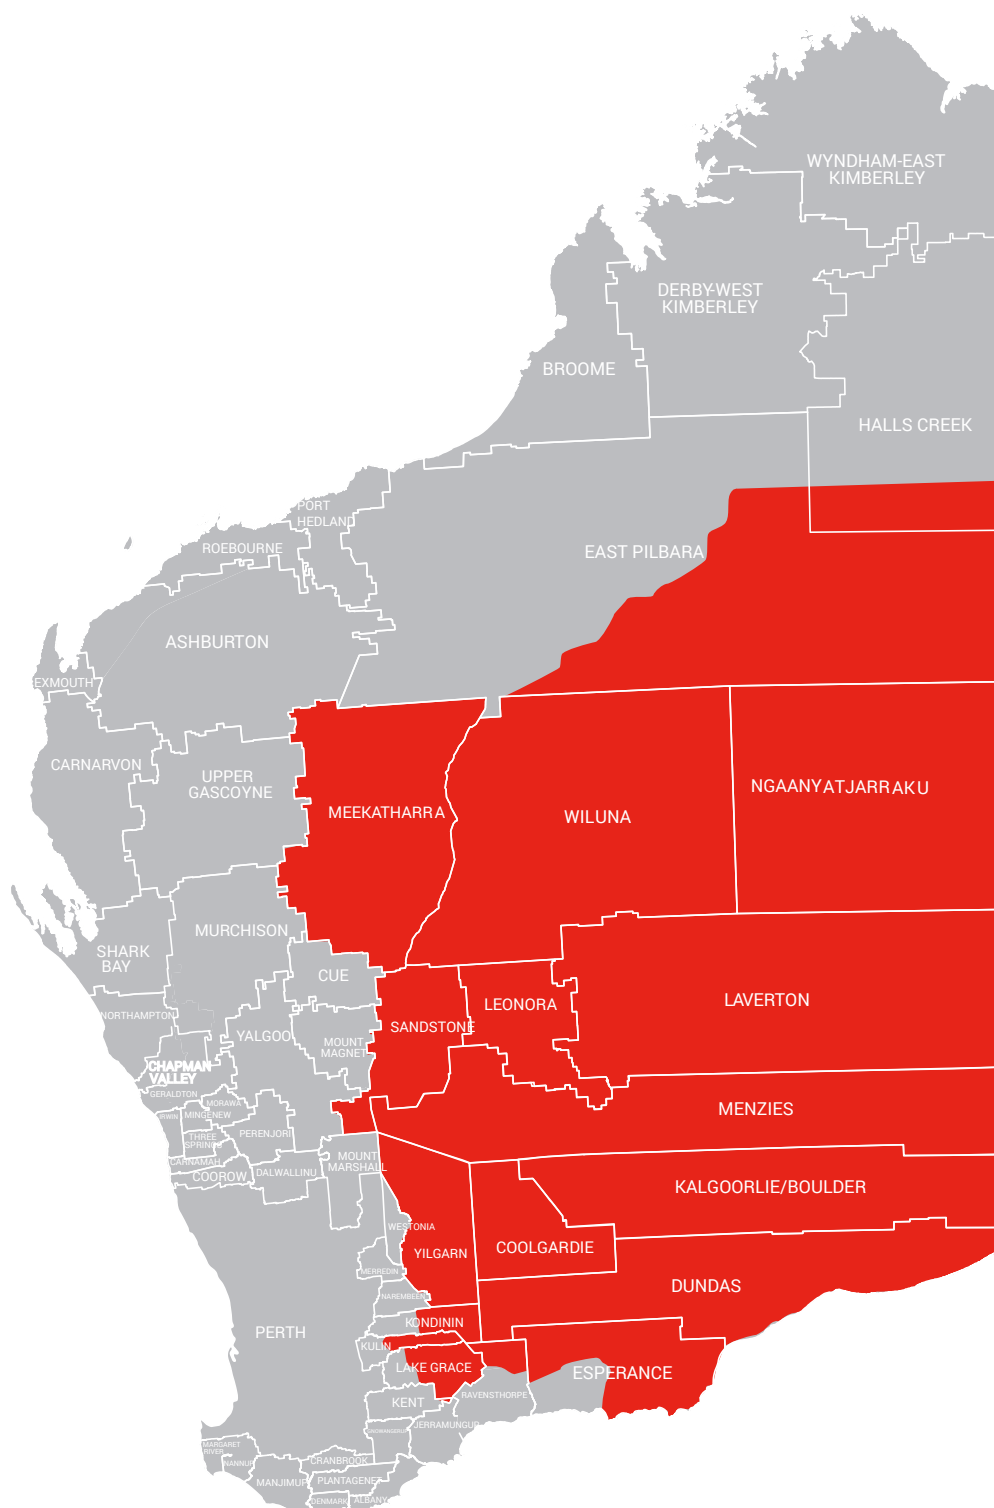 WYNDHAM-EAST
KIMBERLEY
DERBY-WEST
KIMBERLEY
BROOME
HALLS CREEK
PORT
HEDLAND
ROEBOURNE
EAST PILBARA
ASHBURTON
EXMOUTH
CARNARVON
UPPER
GASCOYNE
MEEKATHARRA
WILUNA
NGAANYATJARRAKU
MURCHISON
SHARK
BAY
CUE
LEONORA
LAVERTON
NORTHAMPTON
SANDSTONE
YALGOO
MOUNT
MAGNET
CHAPMAN
VALLEY
GERALDTON
MORAWA
MENZIES
IRWIN
MINGENEW
THREE
SPRINGS
PERENJORI
CARNAMAH
COOROW
DALWALLINU
MOUNT
MARSHALL
KALGOORLIE/BOULDER
WESTONIA
YILGARN
COOLGARDIE
MERREDIN
DUNDAS
NAREMBEEN
KONDININ
PERTH
KULIN
LAKE GRACE
ESPERANCE
RAVENSTHORPE
KENT
JERRAMUNGUP
GNOWANGERUP
MARGARET
RIVER
NANNUP
CRANBROOK
MANJIMUP
PLANTAGENET
DENMARK
ALBANY